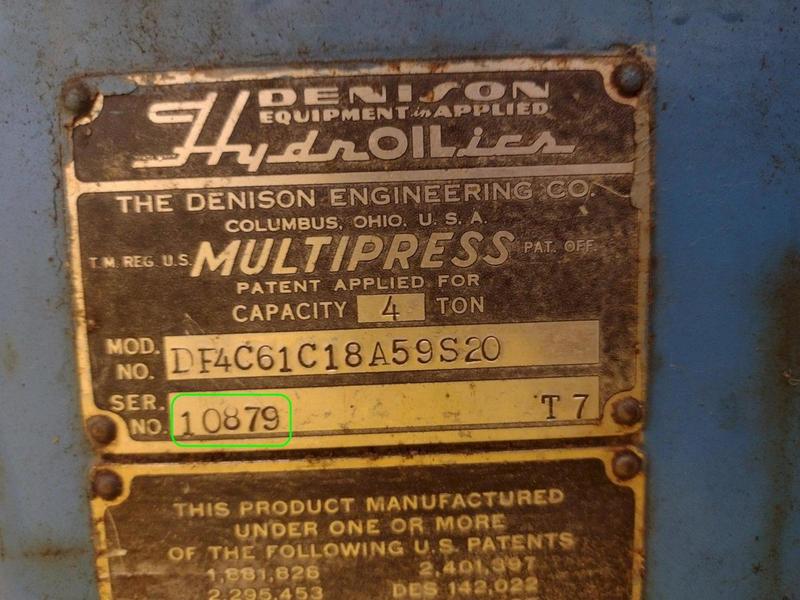 DENISON
EQUIPMENT in APPLIED
HydrOILics
THE DENISON ENGINEERING CO.
COLUMBUS, OHIO, U. S. A.
T.M. REG. U.S. MULTIPRESS PAT. OFF.
PATENT APPLIED FOR
CAPACITY 4 TON
MOD. NO. DF4C61C18A59S20
SER. NO. 10879 T7
THIS PRODUCT MANUFACTURED
UNDER ONE OR MORE
OF THE FOLLOWING U.S. PATENTS
1,881,826 2,401,397
2,295,453 DES 142,022